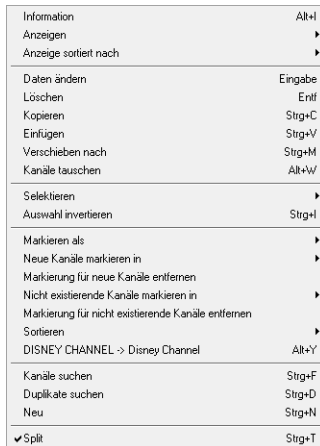 Information Alt+I
Anzeigen
Anzeige sortiert nach
Daten ändern Eingabe
Löschen Entf
Kopieren Strg+C
Einfügen Strg+V
Verschieben nach Strg+M
Kanäle tauschen Alt+W
Selektieren
Auswahl invertieren Strg+I
Markieren als
Neue Kanäle markieren in
Markierung für neue Kanäle entfernen
Nicht existierende Kanäle markieren in
Markierung für nicht existierende Kanäle entfernen
Sortieren
DISNEY CHANNEL -> Disney Channel Alt+Y
Kanäle suchen Strg+F
Duplikate suchen Strg+D
Neu Strg+N
Split Strg+T